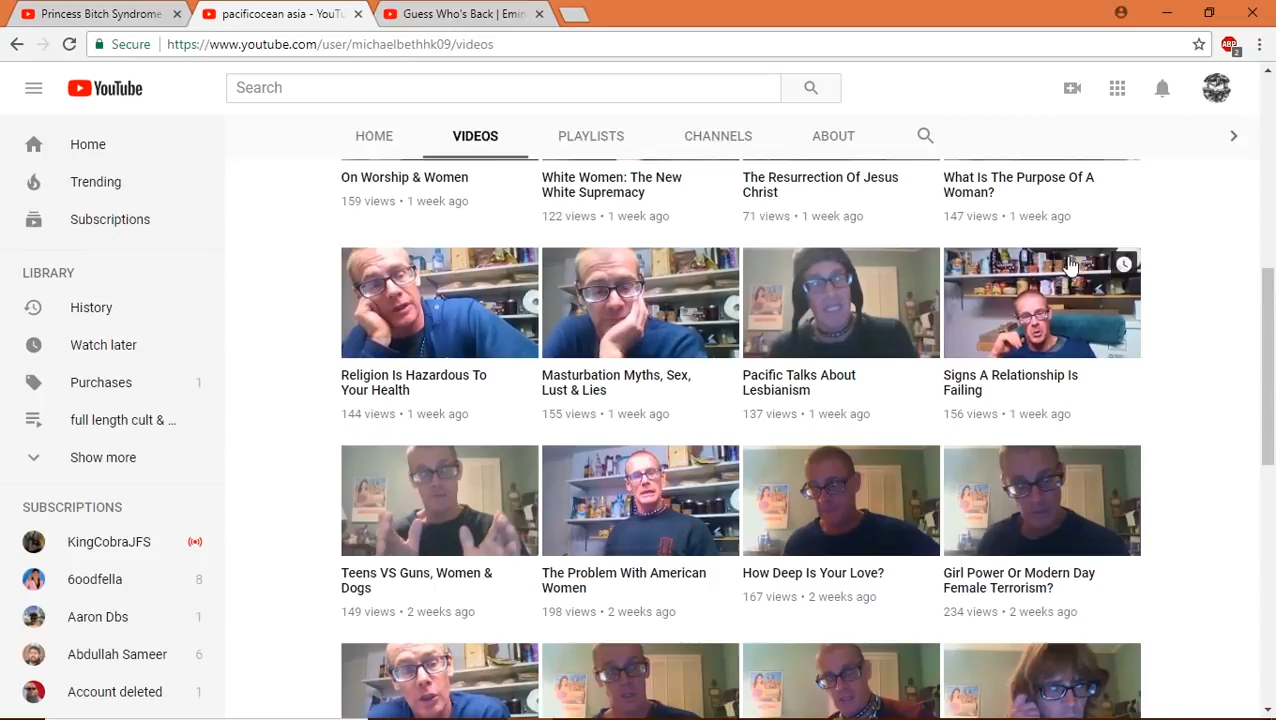 Princess Bitch Syndrome
pacificocean asia - YouTu
Guess Who's Back | Emin
Secure
https://www.youtube.com/user/michaelbethhk09/videos
ABP
2
YouTube
Search
HOME
VIDEOS
PLAYLISTS
CHANNELS
ABOUT
Home
Trending
Subscriptions
LIBRARY
History
Watch later
Purchases 1
full length cult & ...
Show more
SUBSCRIPTIONS
KingCobraJFS
6oodfella 8
Aaron Dbs 1
Abdullah Sameer 6
Account deleted 1
On Worship & Women
159 views • 1 week ago
White Women: The New
White Supremacy
122 views • 1 week ago
The Resurrection Of Jesus
Christ
71 views • 1 week ago
What Is The Purpose Of A
Woman?
147 views • 1 week ago
Religion Is Hazardous To
Your Health
144 views • 1 week ago
Masturbation Myths, Sex,
Lust & Lies
155 views • 1 week ago
Pacific Talks About
Lesbianism
137 views • 1 week ago
Signs A Relationship Is
Failing
156 views • 1 week ago
Teens VS Guns, Women &
Dogs
149 views • 2 weeks ago
The Problem With American
Women
198 views • 2 weeks ago
How Deep Is Your Love?
167 views • 2 weeks ago
Girl Power Or Modern Day
Female Terrorism?
234 views • 2 weeks ago